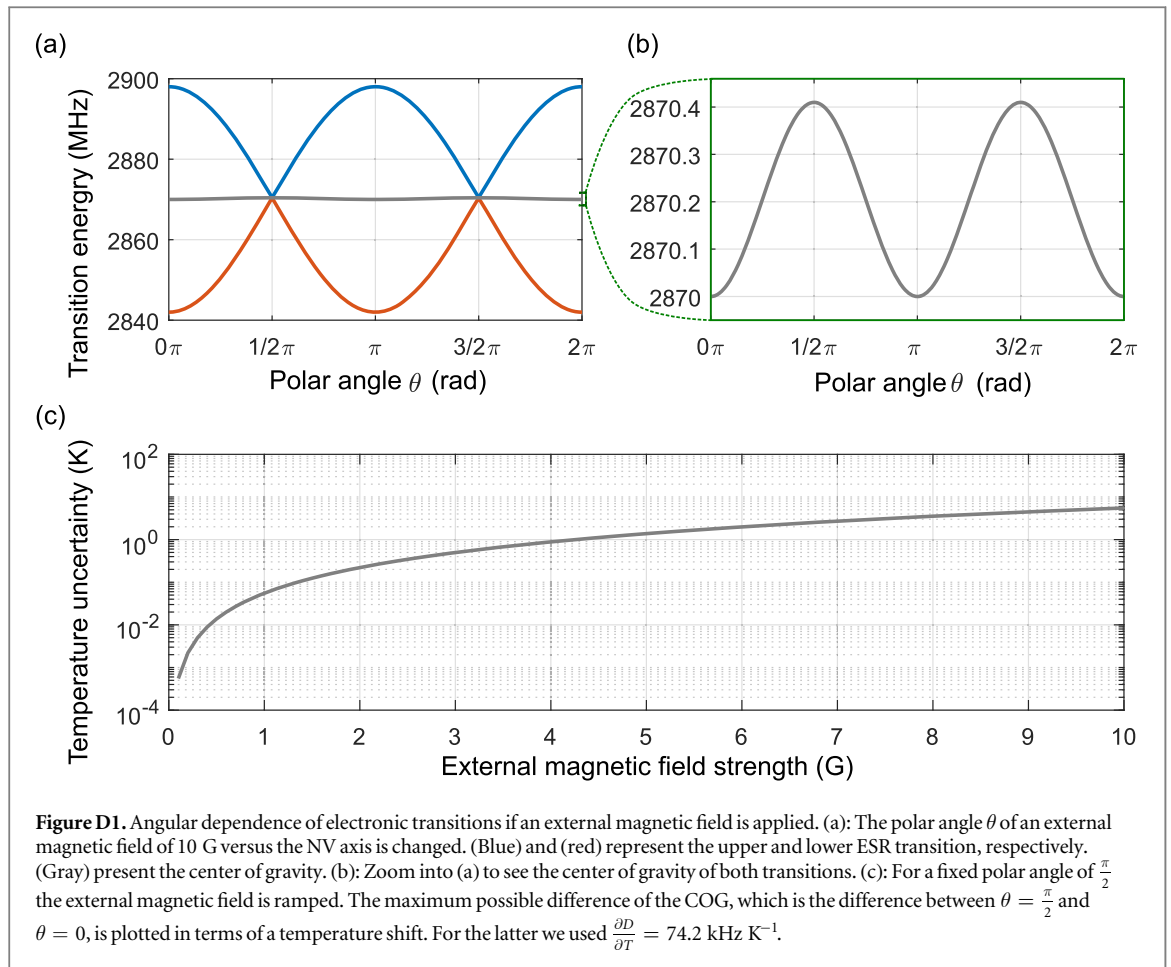 (a)
(b)
2900
2880
2860
2840
Transition energry (MHz)
0π
1/2π
π
3/2π
2π
Polar angle θ (rad)
2870.4
2870.3
2870.2
2870.1
2870
0π
1/2π
π
3/2π
2π
Polar angle θ (rad)
(c)
10^2
10^0
10^-2
10^-4
Temperature uncertainty (K)
0 1 2 3 4 5 6 7 8 9 10
External magnetic field strength (G)
Figure D1. Angular dependence of electronic transitions if an external magnetic field is applied. (a): The polar angle θ of an external
magnetic field of 10 G versus the NV axis is changed. (Blue) and (red) represent the upper and lower ESR transition, respectively.
(Gray) present the center of gravity. (b): Zoom into (a) to see the center of gravity of both transitions. (c): For a fixed polar angle of π/2
the external magnetic field is ramped. The maximum possible difference of the COG, which is the difference between θ = π/2 and
θ = 0, is plotted in terms of a temperature shift. For the latter we used ∂D/∂T = 74.2 kHz K⁻¹.